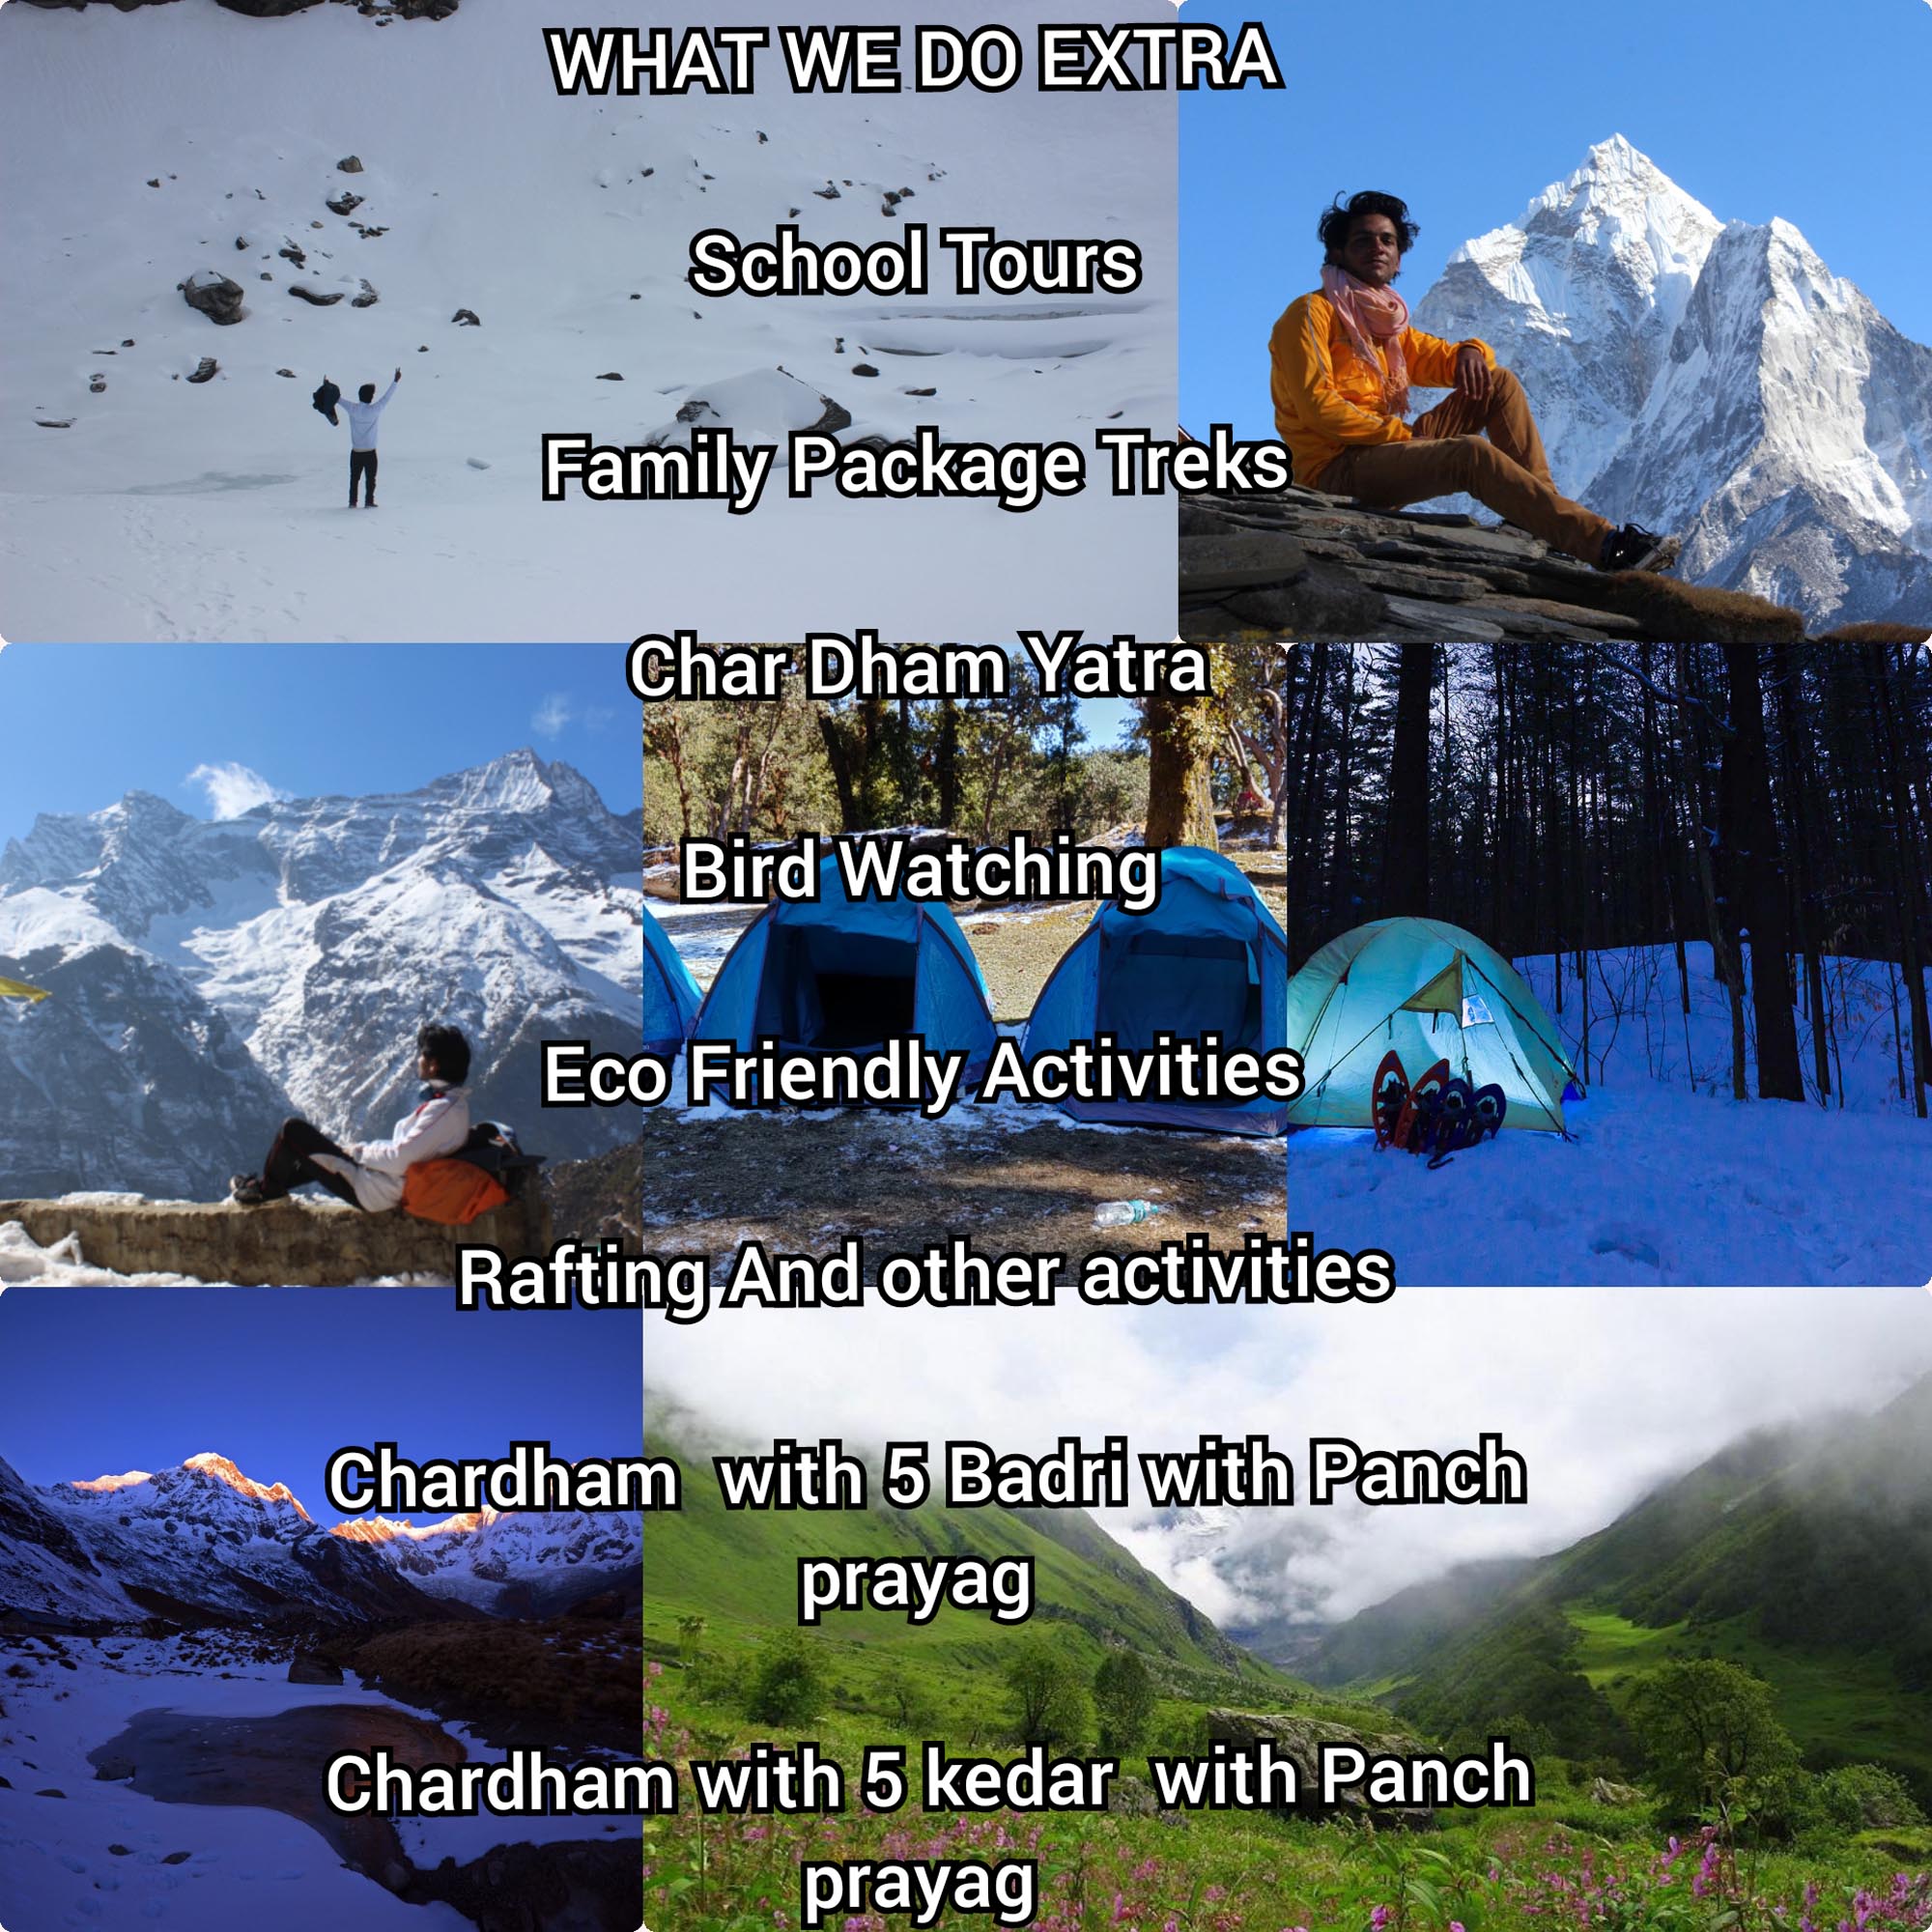 WHAT WE DO EXTRA
School Tours
Family Package Treks
Char Dham Yatra
Bird Watching
Eco Friendly Activities
Rafting And other activities
Chardham  with 5 Badri with Panch
prayag
Chardham with 5 kedar  with Panch
prayag